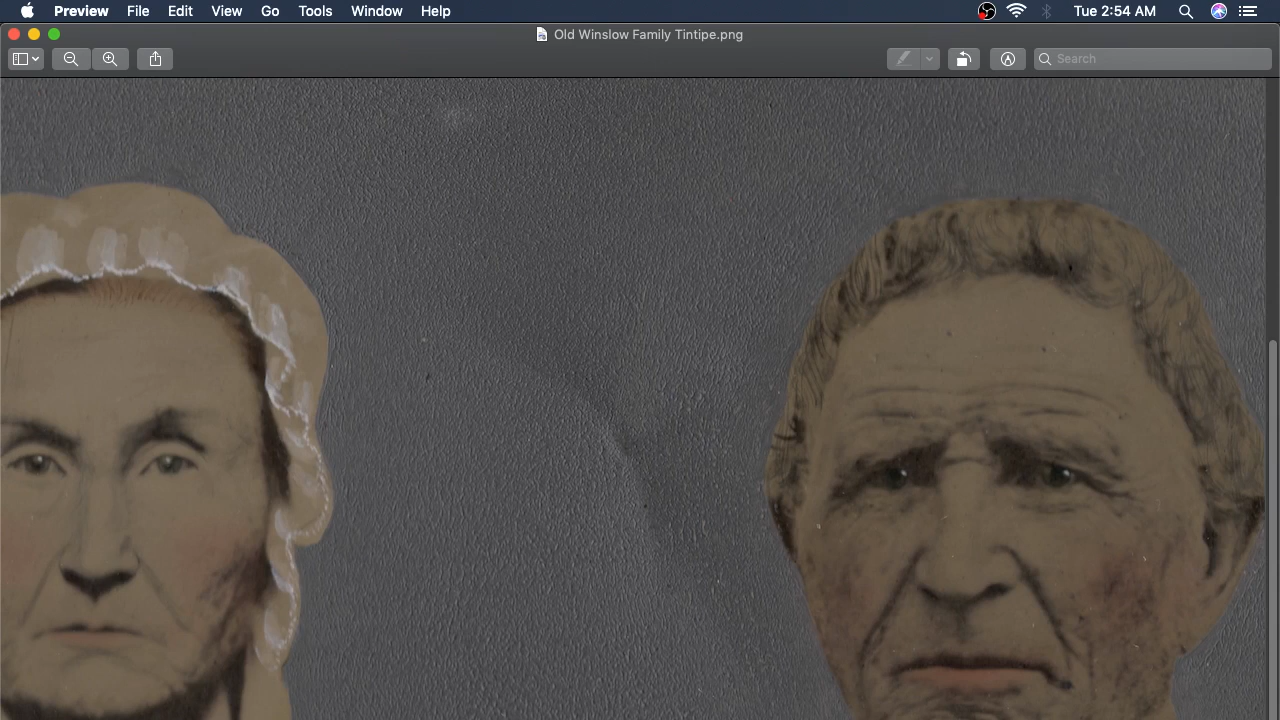 Preview File Edit View Go Tools Window Help Tue 2:54 AM
Old Winslow Family Tintipe.png
Search